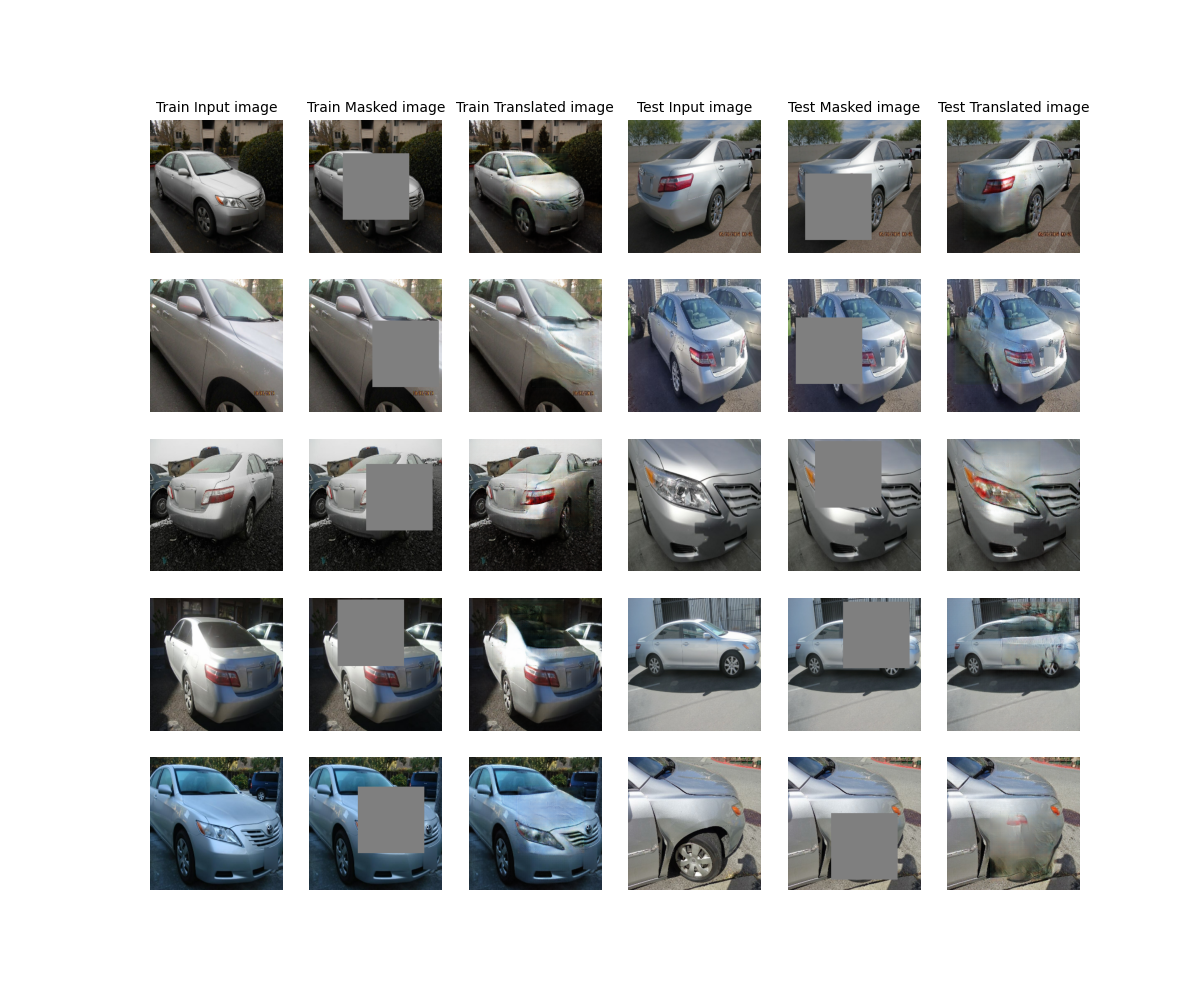 Train Input image
Train Masked image
Train Translated image
Test Input image
Test Masked image
Test Translated image